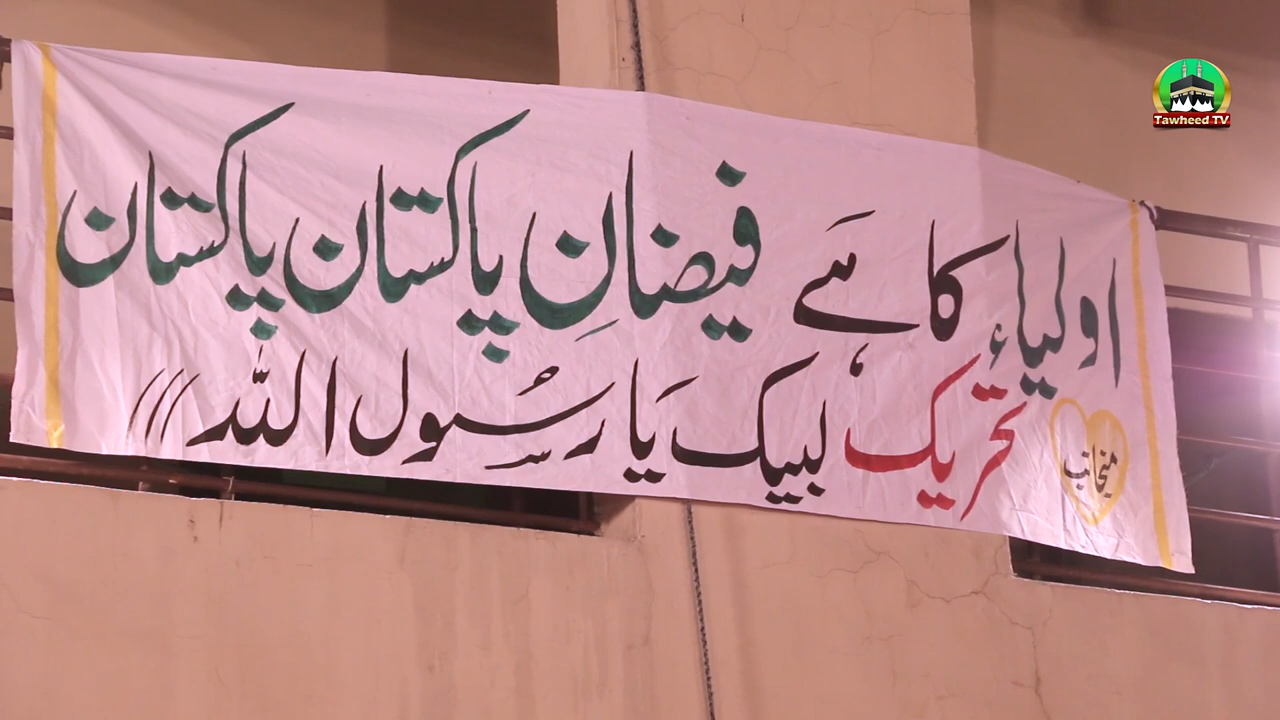 اولیاء کا ہے فیضانِ پاکستان پاکستان
منجانب تحریک لبیک یا رسول اللہ
Tawheed TV